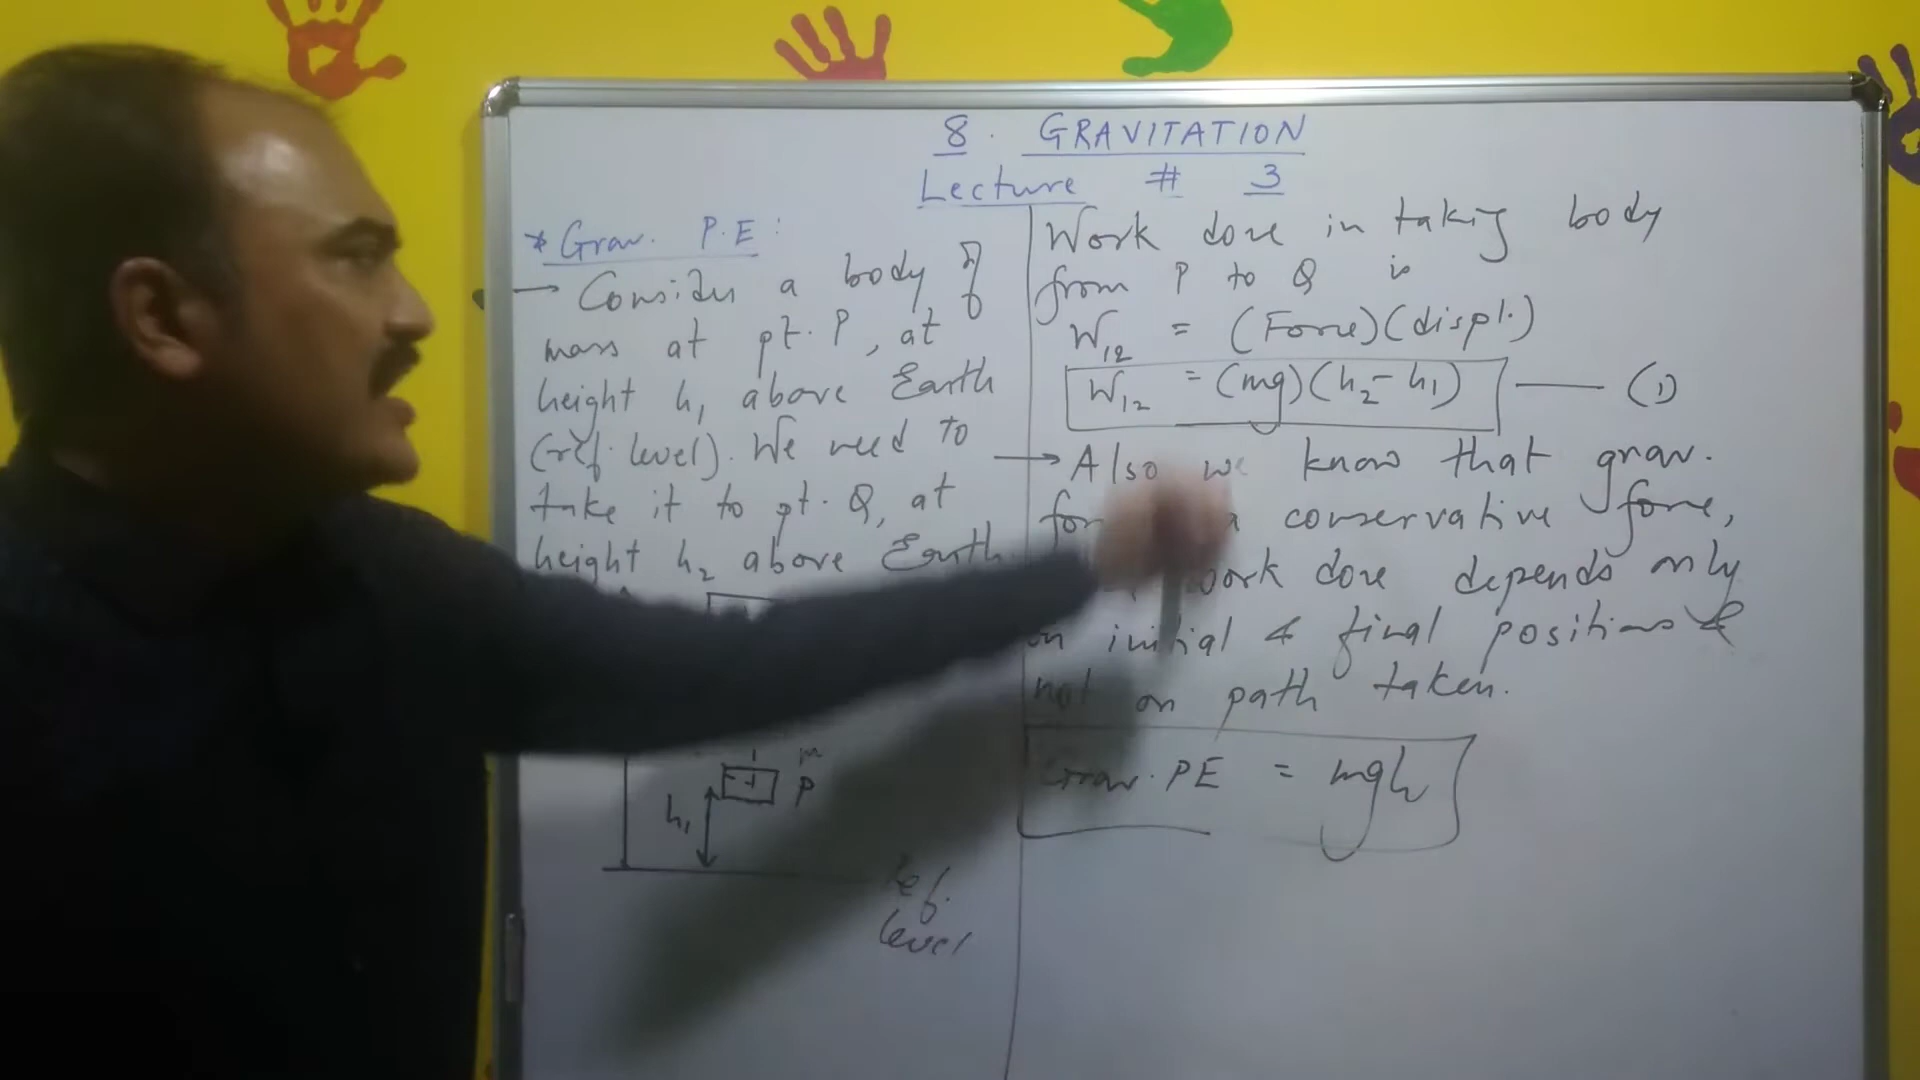 8. GRAVITATION
Lecture # 3
* Grav. P.E:
→ Consider a body of
mass at pt. P, at
height h₁ above Earth
(ref. level). We need to
take it to pt. Q, at
height h₂ above Earth
m
P
h₁
Ref.
level
Work done in taking body
from P to Q is
W₁₂ = (Force)(displ.)
W₁₂ = (mg)(h₂-h₁) —— (1)
→ Also we know that grav.
conservative force,
work done depends only
on initial & final positions &
not on path taken.
Grav. PE = mgh